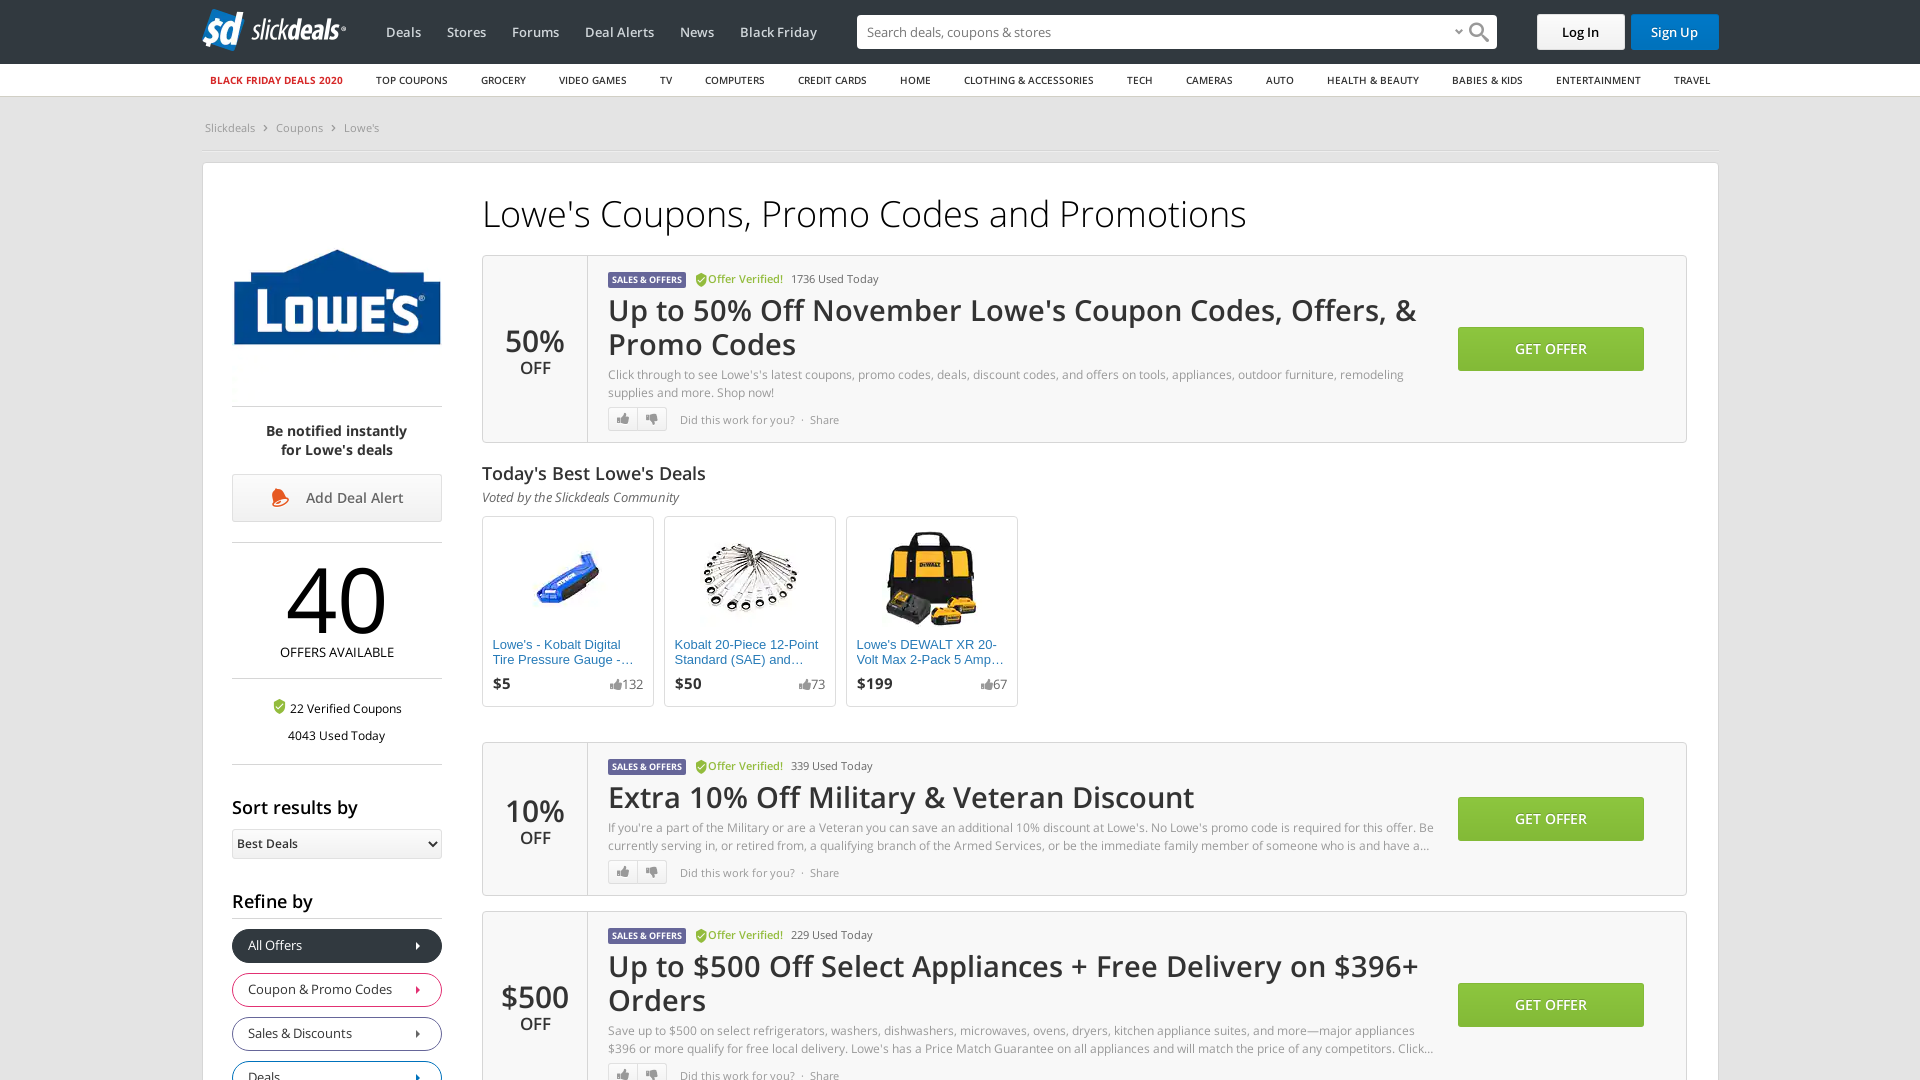 sd slickdeals®
Deals
Stores
Forums
Deal Alerts
News
Black Friday
Search deals, coupons & stores
Log In
Sign Up
BLACK FRIDAY DEALS 2020
TOP COUPONS
GROCERY
VIDEO GAMES
TV
COMPUTERS
CREDIT CARDS
HOME
CLOTHING & ACCESSORIES
TECH
CAMERAS
AUTO
HEALTH & BEAUTY
BABIES & KIDS
ENTERTAINMENT
TRAVEL
Slickdeals > Coupons > Lowe's
LOWE'S®
Be notified instantly
for Lowe's deals
Add Deal Alert
40
OFFERS AVAILABLE
22 Verified Coupons
4043 Used Today
Sort results by
Best Deals
Refine by
All Offers
Coupon & Promo Codes
Sales & Discounts
Deals
Lowe's Coupons, Promo Codes and Promotions
50%
OFF
SALES & OFFERS Offer Verified! 1736 Used Today
Up to 50% Off November Lowe's Coupon Codes, Offers, &
Promo Codes
Click through to see Lowe's's latest coupons, promo codes, deals, discount codes, and offers on tools, appliances, outdoor furniture, remodeling
supplies and more. Shop now!
Did this work for you? · Share
GET OFFER
Today's Best Lowe's Deals
Voted by the Slickdeals Community
Lowe's - Kobalt Digital
Tire Pressure Gauge -...
$5 132
Kobalt 20-Piece 12-Point
Standard (SAE) and...
$50 73
DEWALT
Lowe's DEWALT XR 20-
Volt Max 2-Pack 5 Amp...
$199 67
10%
OFF
SALES & OFFERS Offer Verified! 339 Used Today
Extra 10% Off Military & Veteran Discount
If you're a part of the Military or are a Veteran you can save an additional 10% discount at Lowe's. No Lowe's promo code is required for this offer. Be
currently serving in, or retired from, a qualifying branch of the Armed Services, or be the immediate family member of someone who is and have a...
Did this work for you? · Share
GET OFFER
$500
OFF
SALES & OFFERS Offer Verified! 229 Used Today
Up to $500 Off Select Appliances + Free Delivery on $396+
Orders
Save up to $500 on select refrigerators, washers, dishwashers, microwaves, ovens, dryers, kitchen appliance suites, and more—major appliances
$396 or more qualify for free local delivery. Lowe's has a Price Match Guarantee on all appliances and will match the price of any competitors. Click...
Did this work for you? · Share
GET OFFER